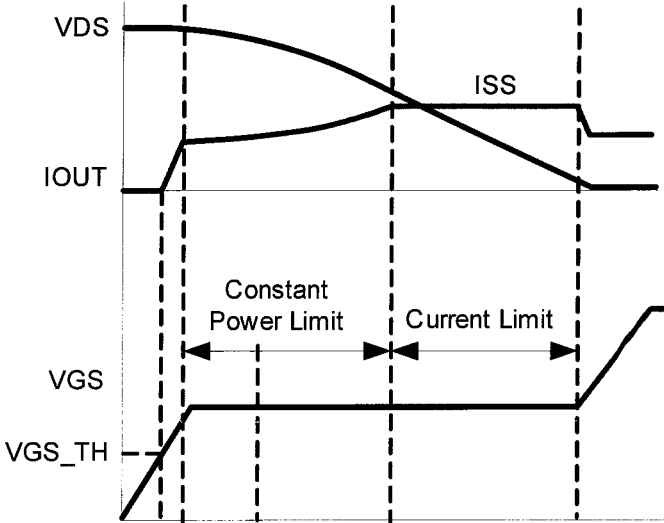 VDS
ISS
IOUT
Constant
Power Limit
Current Limit
VGS
VGS_TH